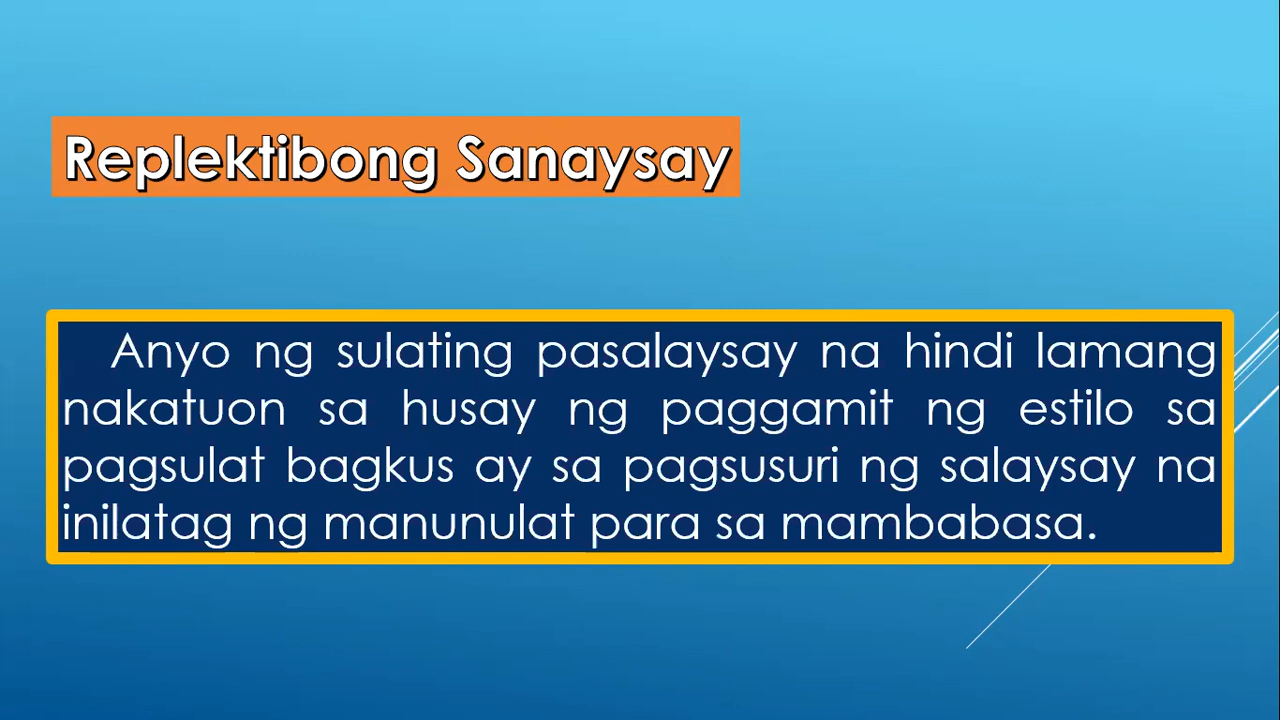 Replektibong Sanaysay
Anyo ng sulating pasalaysay na hindi lamang
nakatuon sa husay ng paggamit ng estilo sa
pagsulat bagkus ay sa pagsusuri ng salaysay na
inilatag ng manunulat para sa mambabasa.